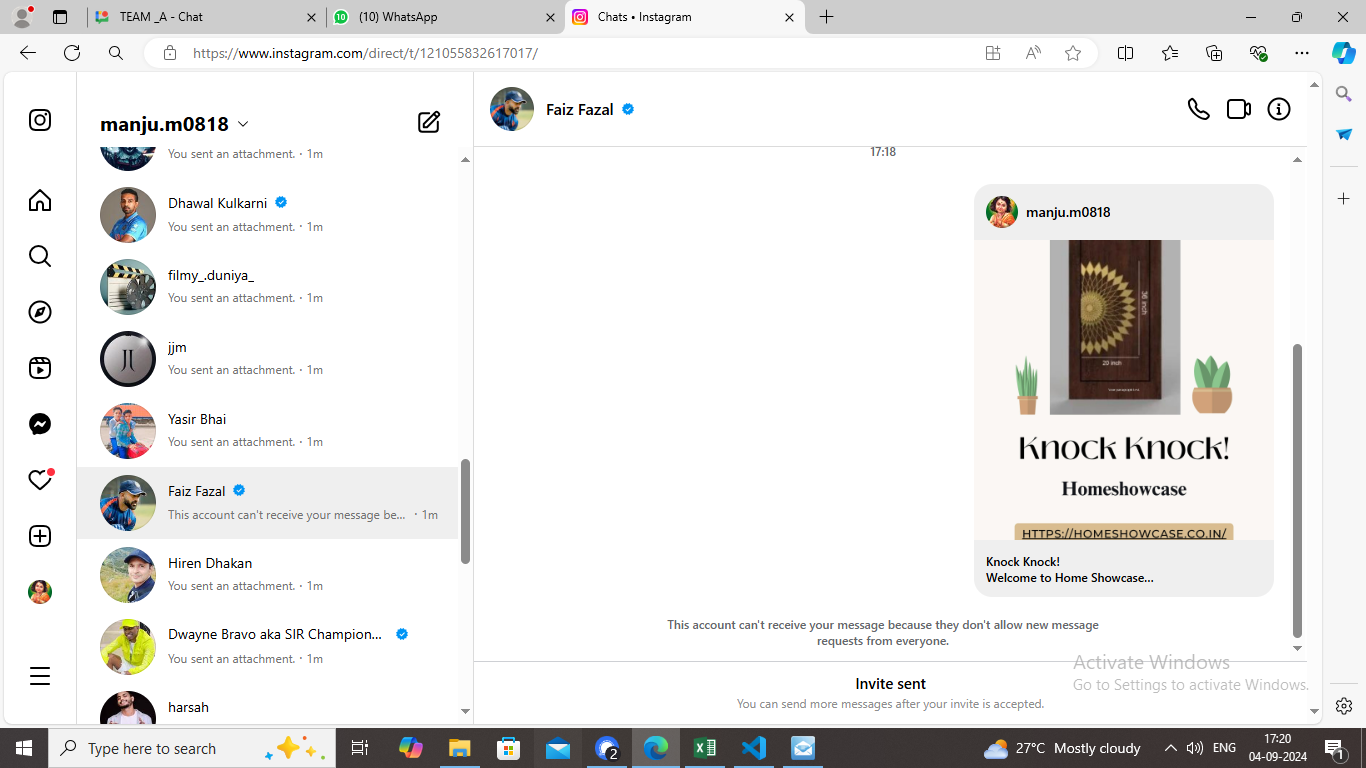 TEAM _A - Chat
(10) WhatsApp
Chats • Instagram
https://www.instagram.com/direct/t/121055832617017/
manju.m0818
You sent an attachment. · 1m
Dhawal Kulkarni
You sent an attachment. · 1m
filmy_.duniya_
You sent an attachment. · 1m
jjm
You sent an attachment. · 1m
Yasir Bhai
You sent an attachment. · 1m
Faiz Fazal
This account can't receive your message be... · 1m
Hiren Dhakan
You sent an attachment. · 1m
Dwayne Bravo aka SIR Champion...
You sent an attachment. · 1m
harsah
Faiz Fazal
17:18
manju.m0818
36 inch
20 inch
Knock Knock!
Homeshowcase
HTTPS://HOMESHOWCASE.CO.IN/
Knock Knock!
Welcome to Home Showcase...
This account can't receive your message because they don't allow new message
requests from everyone.
Invite sent
You can send more messages after your invite is accepted.
Activate Windows
Go to Settings to activate Windows.
Type here to search
2
27°C Mostly cloudy
ENG
17:20
04-09-2024
1